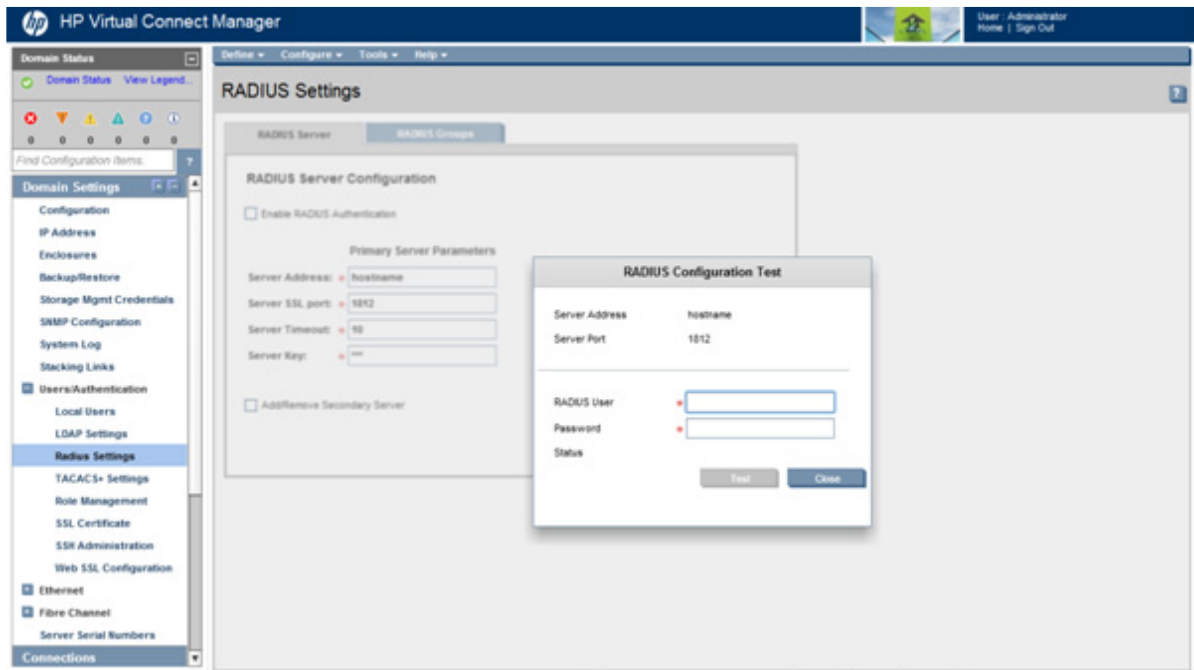 hp HP Virtual Connect Manager
User : Administrator
Home | Sign Out
Domain Status
Domain Status View Legend...
0 0 0 0 0 0
Find Configuration Items.
?
Domain Settings
Configuration
IP Address
Enclosures
Backup/Restore
Storage Mgmt Credentials
SNMP Configuration
System Log
Stacking Links
Users/Authentication
Local Users
LDAP Settings
Radius Settings
TACACS+ Settings
Role Management
SSL Certificate
SSH Administration
Web SSL Configuration
Ethernet
Fibre Channel
Server Serial Numbers
Connections
Define Configure Tools Help
RADIUS Settings
?
RADIUS Server RADIUS Groups
RADIUS Server Configuration
Enable RADIUS Authentication
Primary Server Parameters
Server Address: * hostname
Server SSL port: * 1812
Server Timeout: * 10
Server Key: *
Add/Remove Secondary Server
RADIUS Configuration Test
Server Address hostname
Server Port 1812
RADIUS User *
Password *
Status
Test Close